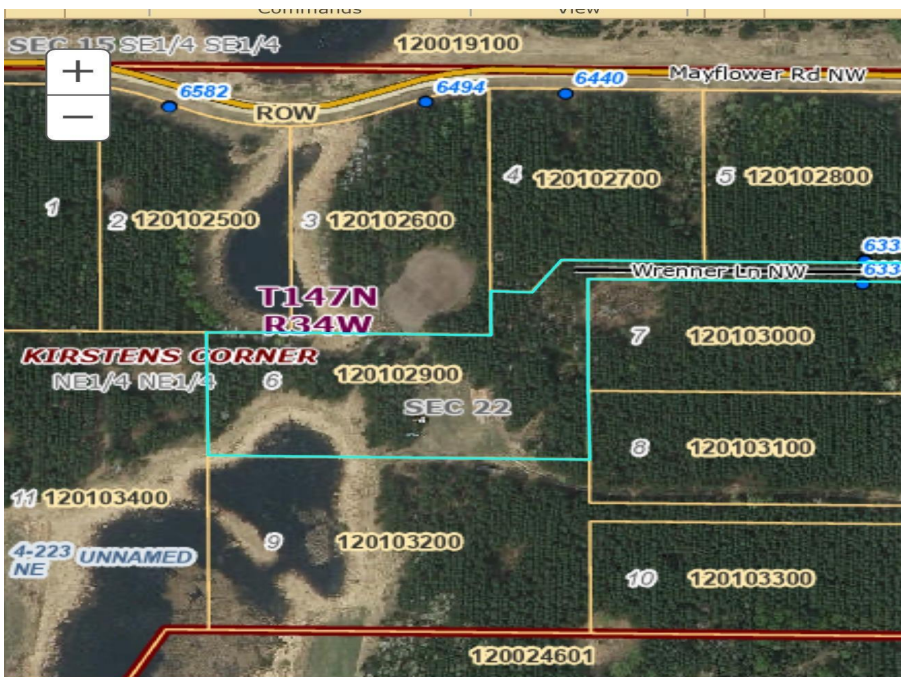 Commands View
SEC 15 SE1/4 SE1/4
120019100
Mayflower Rd NW
6582
6494
6440
ROW
1
2 120102500
3 120102600
4 120102700
5 120102800
633
633
Wrenner Ln NW
T147N
R34W
KIRSTENS CORNER
NE1/4 NE1/4
6
120102900
SEC 22
7 120103000
8 120103100
11 120103400
9 120103200
4-223
NE
UNNAMED
10 120103300
120024601